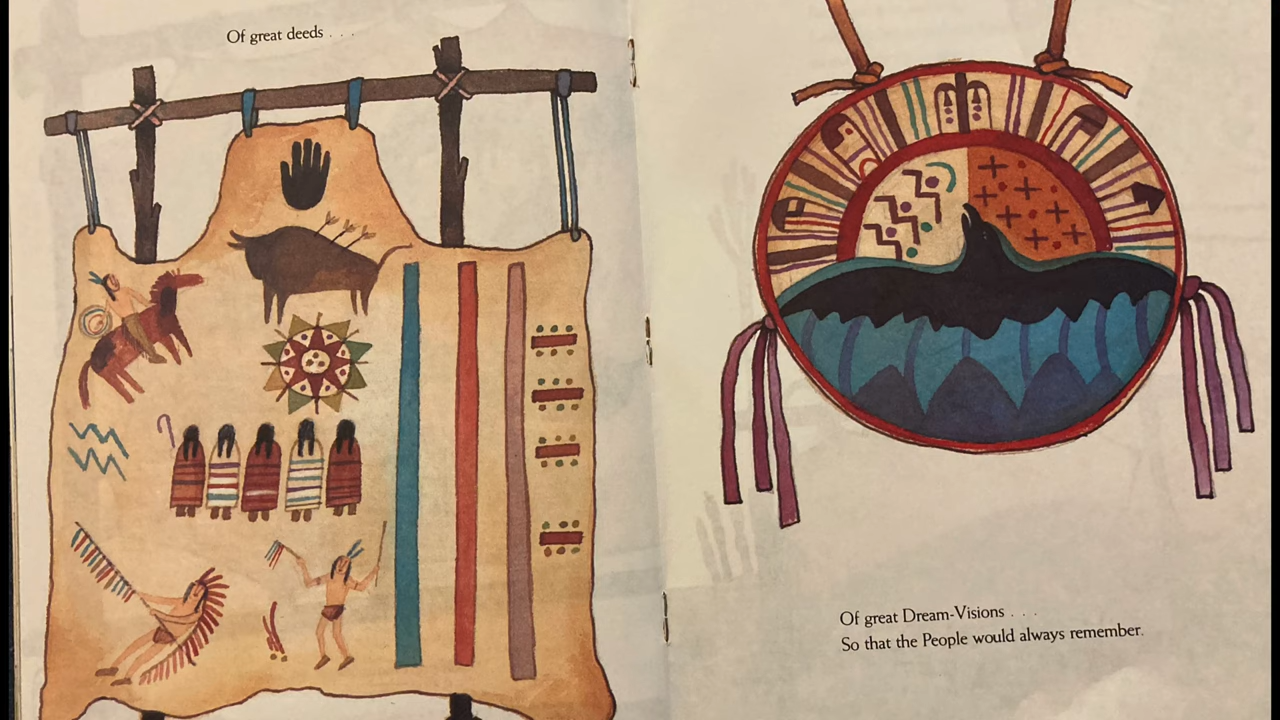 Of great deeds . . .
Of great Dream-Visions . . .
So that the People would always remember.